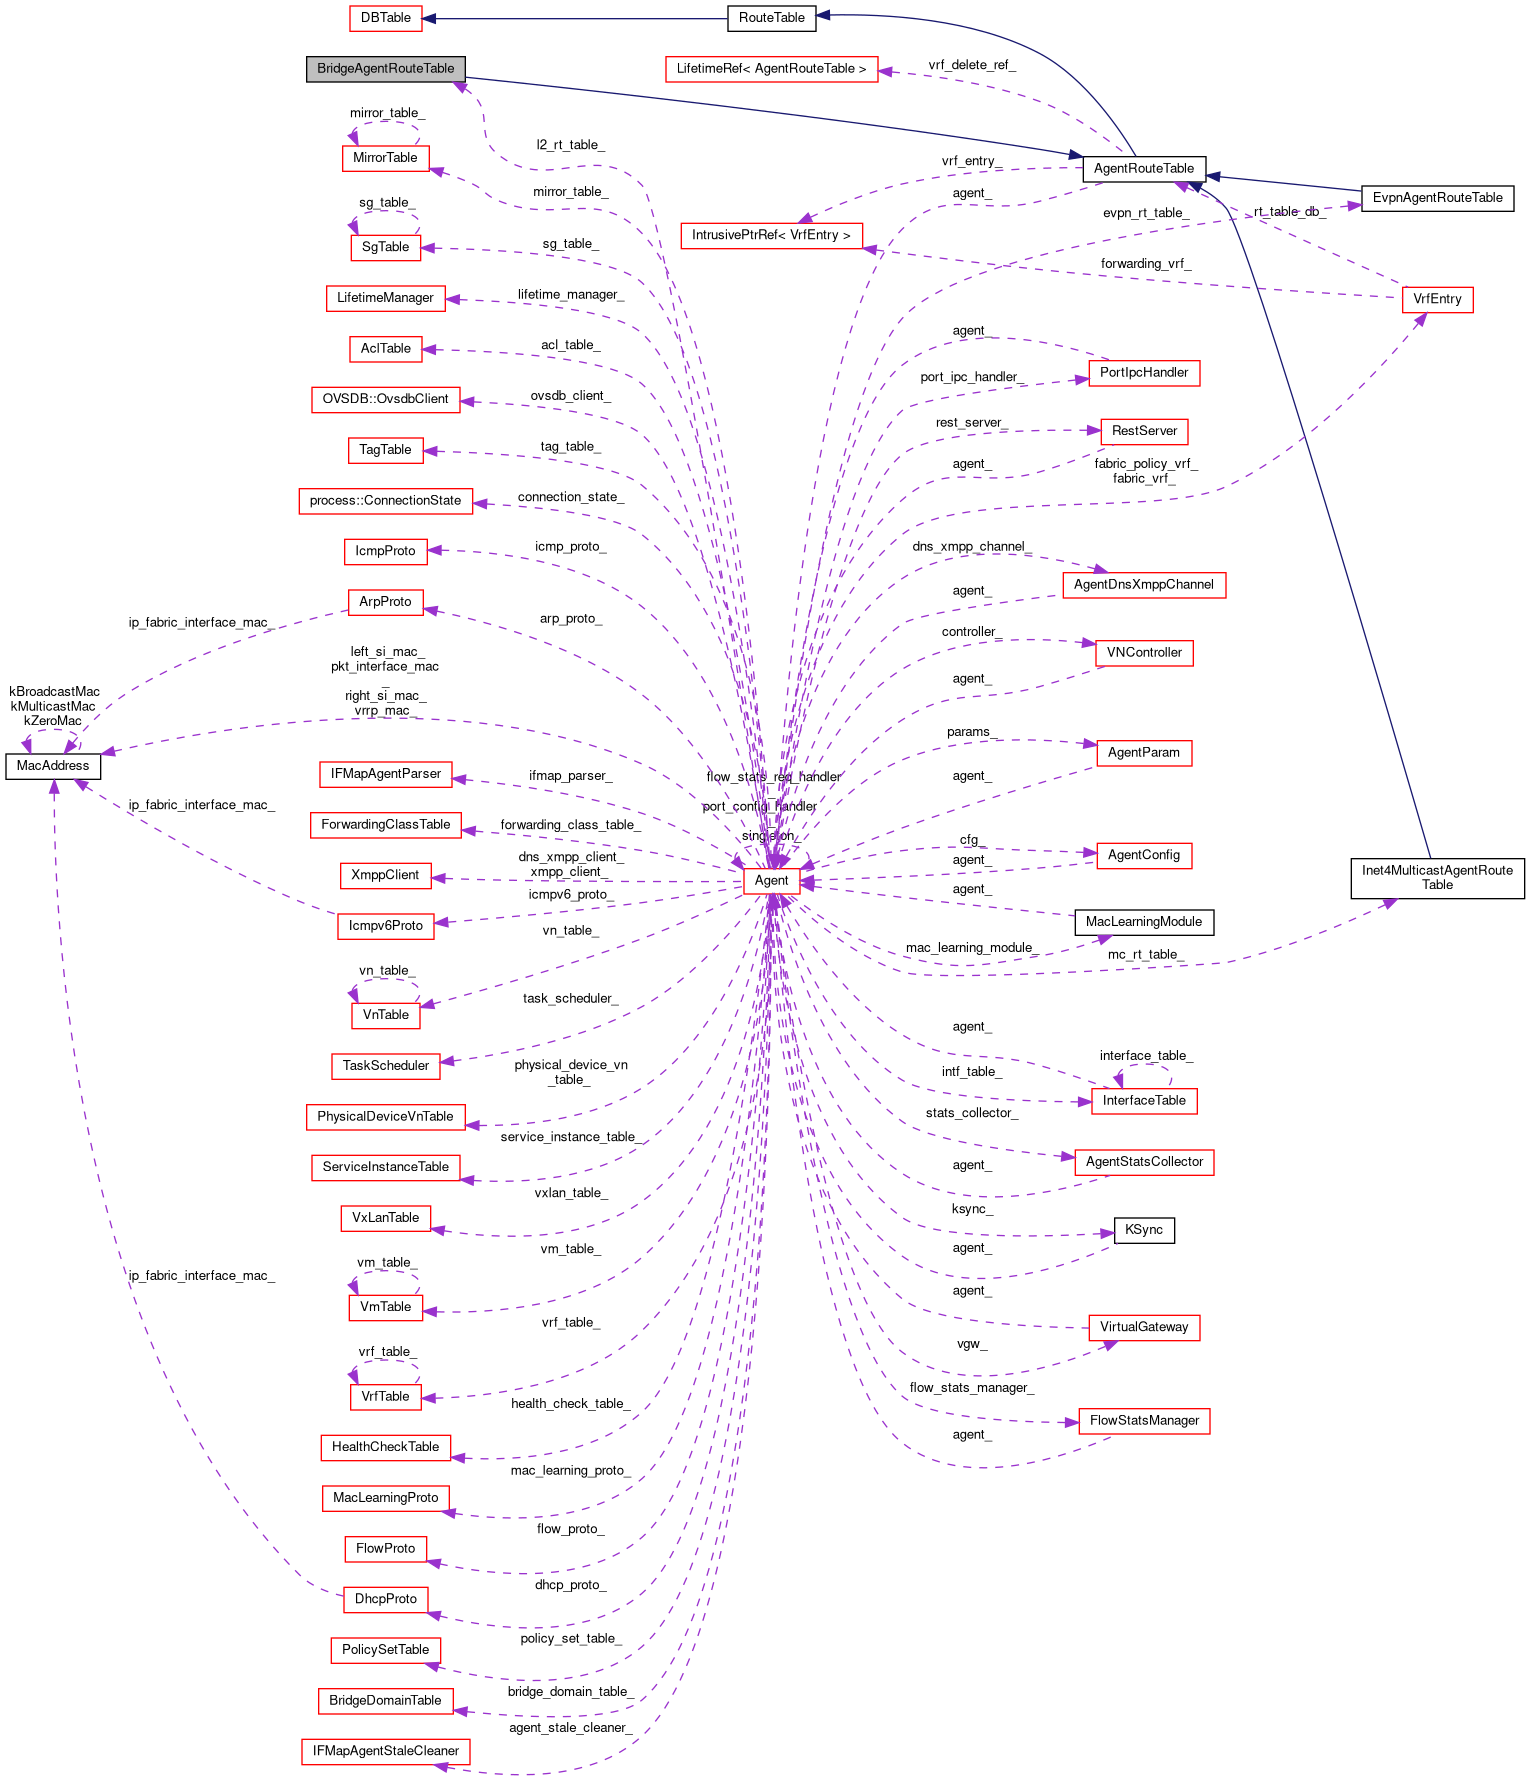 DBTable
RouteTable
BridgeAgentRouteTable
LifetimeRef< AgentRouteTable >
vrf_delete_ref_
mirror_table_
MirrorTable
l2_rt_table_
mirror_table_
vrf_entry_
AgentRouteTable
agent_
EvpnAgentRouteTable
sg_table_
SgTable
sg_table_
IntrusivePtrRef< VrfEntry >
evpn_rt_table_
rt_table_db_
forwarding_vrf_
LifetimeManager
lifetime_manager_
VrfEntry
AclTable
acl_table_
agent_
port_ipc_handler_
PortIpcHandler
OVSDB::OvsdbClient
ovsdb_client_
rest_server_
RestServer
TagTable
tag_table_
agent_
fabric_policy_vrf_
fabric_vrf_
process::ConnectionState
connection_state_
IcmpProto
icmp_proto_
dns_xmpp_channel_
AgentDnsXmppChannel
agent_
ArpProto
arp_proto_
ip_fabric_interface_mac_
controller_
VNController
agent_
left_si_mac_
pkt_interface_mac
_
right_si_mac_
vrrp_mac_
kBroadcastMac
kMulticastMac
kZeroMac
MacAddress
params_
AgentParam
agent_
IFMapAgentParser
ifmap_parser_
flow_stats_req_handler
_
port_config_handler
_
singleton_
ip_fabric_interface_mac_
ForwardingClassTable
forwarding_class_table_
cfg_
AgentConfig
agent_
XmppClient
dns_xmpp_client_
xmpp_client_
Agent
agent_
Inet4MulticastAgentRoute
Table
Icmpv6Proto
icmpv6_proto_
MacLearningModule
vn_table_
mac_learning_module_
mc_rt_table_
vn_table_
VnTable
task_scheduler_
TaskScheduler
agent_
interface_table_
intf_table_
InterfaceTable
physical_device_vn
_table_
PhysicalDeviceVnTable
stats_collector_
service_instance_table_
ServiceInstanceTable
AgentStatsCollector
agent_
vxlan_table_
VxLanTable
ksync_
KSync
agent_
vm_table_
vm_table_
VmTable
ip_fabric_interface_mac_
agent_
VirtualGateway
vrf_table_
vrf_table_
VrfTable
vgw_
flow_stats_manager_
FlowStatsManager
agent_
health_check_table_
HealthCheckTable
mac_learning_proto_
MacLearningProto
flow_proto_
FlowProto
dhcp_proto_
DhcpProto
policy_set_table_
PolicySetTable
bridge_domain_table_
BridgeDomainTable
agent_stale_cleaner_
IFMapAgentStaleCleaner